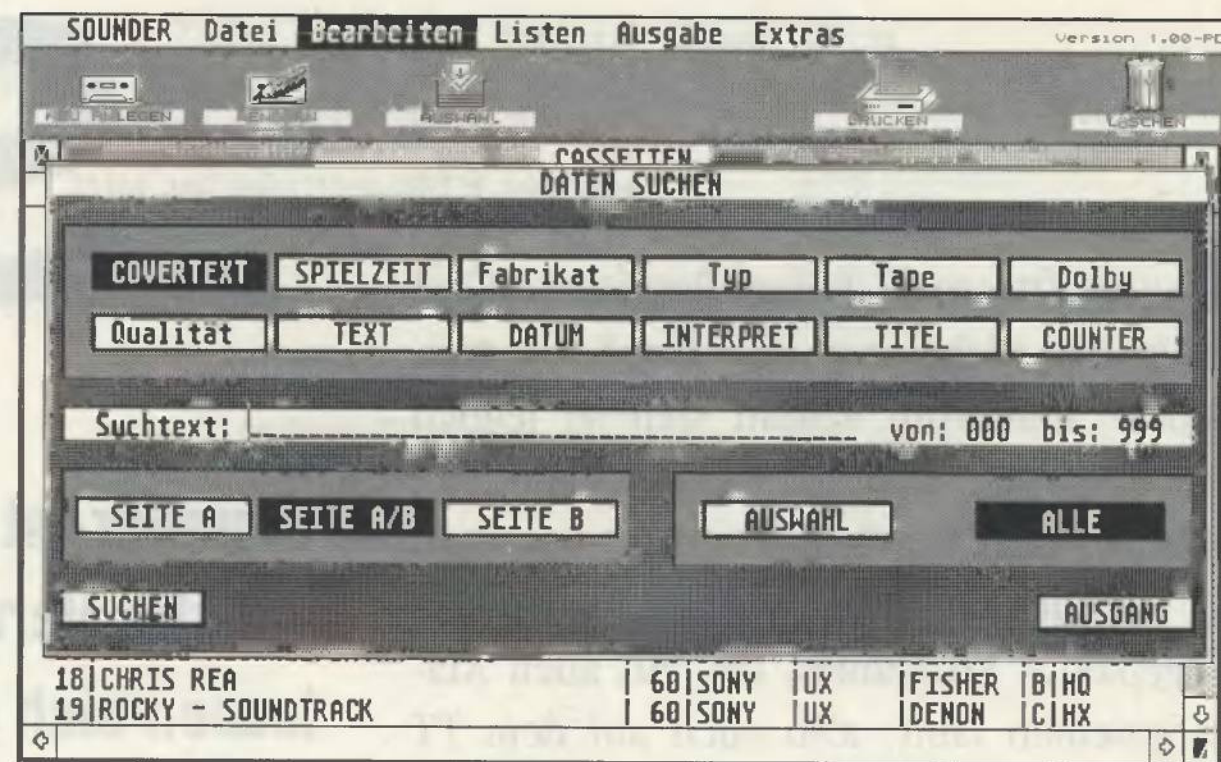 SOUNDER Datei Bearbeiten Listen Ausgabe Extras Version 1.00-PD
NEU ANLEGEN AUSWAHL DRUCKEN LöSCHEN
CASSETTEN
DATEN SUCHEN
COVERTEXT SPIELZEIT Fabrikat Typ Tape Dolby
Qualität TEXT DATUM INTERPRET TITEL COUNTER
Suchtext: von: 000 bis: 999
SEITE A SEITE A/B SEITE B AUSWAHL ALLE
SUCHEN AUSGANG
18|CHRIS REA | 60|SONY |UX |FISHER |B|HQ
19|ROCKY - SOUNDTRACK | 60|SONY |UX |DENON |C|HX